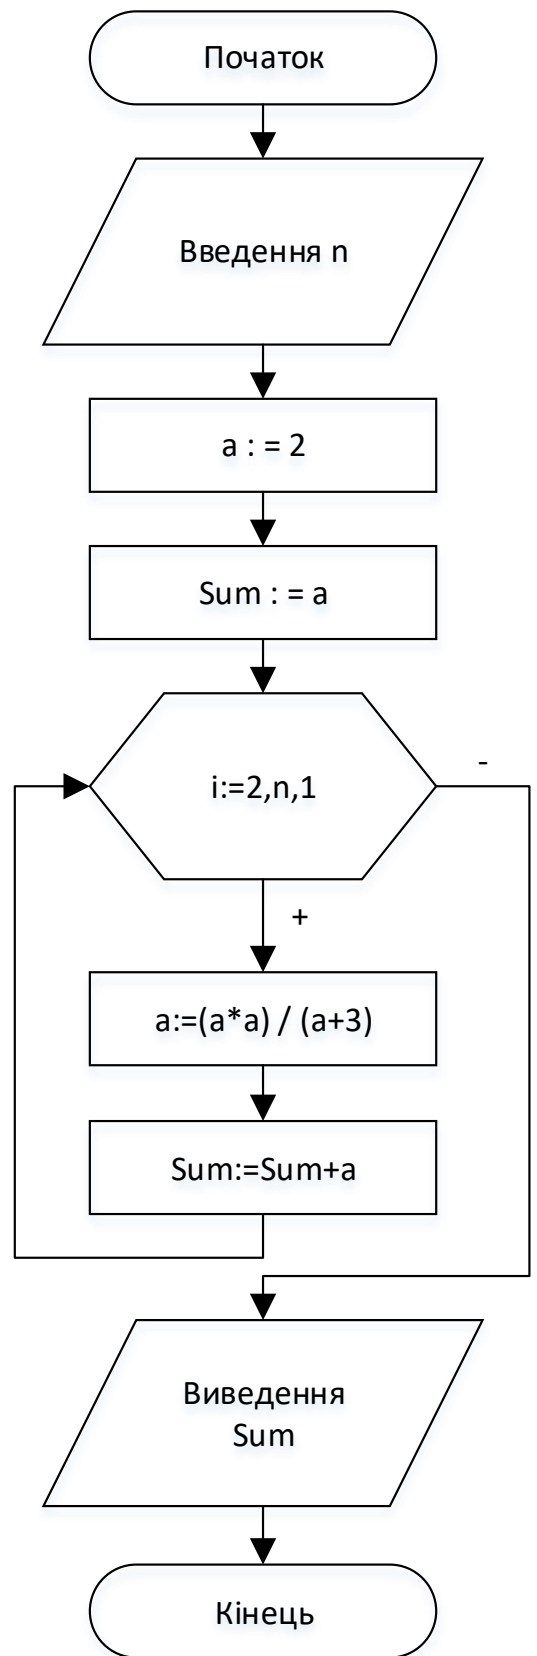 Початок
Введення n
a : = 2
Sum : = a
i:=2,n,1
-
+
a:=(a*a) / (a+3)
Sum:=Sum+a
Виведення
Sum
Кінець